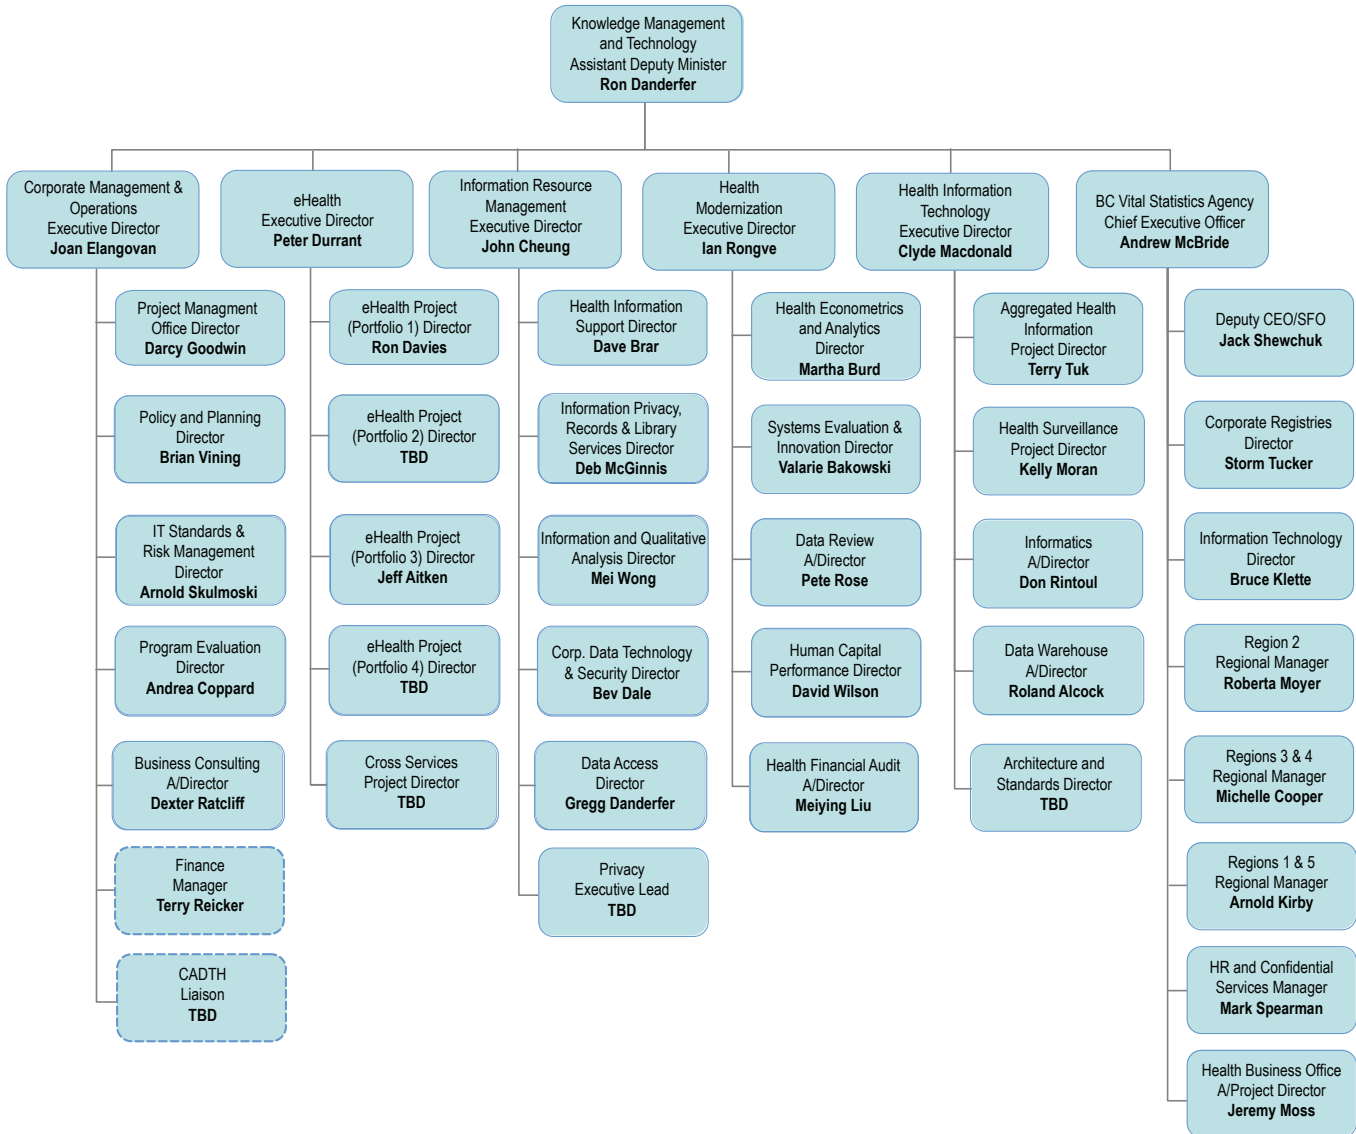 Knowledge Management
and Technology
Assistant Deputy Minister
Ron Danderfer
Corporate Management &
Operations
Executive Director
Joan Elangovan
Project Managment
Office Director
Darcy Goodwin
Policy and Planning
Director
Brian Vining
IT Standards &
Risk Management
Director
Arnold Skulmoski
Program Evaluation
Director
Andrea Coppard
Business Consulting
A/Director
Dexter Ratcliff
Finance
Manager
Terry Reicker
CADTH
Liaison
TBD
eHealth
Executive Director
Peter Durrant
eHealth Project
(Portfolio 1) Director
Ron Davies
eHealth Project
(Portfolio 2) Director
TBD
eHealth Project
(Portfolio 3) Director
Jeff Aitken
eHealth Project
(Portfolio 4) Director
TBD
Cross Services
Project Director
TBD
Information Resource
Management
Executive Director
John Cheung
Health Information
Support Director
Dave Brar
Information Privacy,
Records & Library
Services Director
Deb McGinnis
Information and Qualitative
Analysis Director
Mei Wong
Corp. Data Technology
& Security Director
Bev Dale
Data Access
Director
Gregg Danderfer
Privacy
Executive Lead
TBD
Health
Modernization
Executive Director
Ian Rongve
Health Econometrics
and Analytics
Director
Martha Burd
Systems Evaluation &
Innovation Director
Valarie Bakowski
Data Review
A/Director
Pete Rose
Human Capital
Performance Director
David Wilson
Health Financial Audit
A/Director
Meiying Liu
Health Information
Technology
Executive Director
Clyde Macdonald
Aggregated Health
Information
Project Director
Terry Tuk
Health Surveillance
Project Director
Kelly Moran
Informatics
A/Director
Don Rintoul
Data Warehouse
A/Director
Roland Alcock
Architecture and
Standards Director
TBD
BC Vital Statistics Agency
Chief Executive Officer
Andrew McBride
Deputy CEO/SFO
Jack Shewchuk
Corporate Registries
Director
Storm Tucker
Information Technology
Director
Bruce Klette
Region 2
Regional Manager
Roberta Moyer
Regions 3 & 4
Regional Manager
Michelle Cooper
Regions 1 & 5
Regional Manager
Arnold Kirby
HR and Confidential
Services Manager
Mark Spearman
Health Business Office
A/Project Director
Jeremy Moss